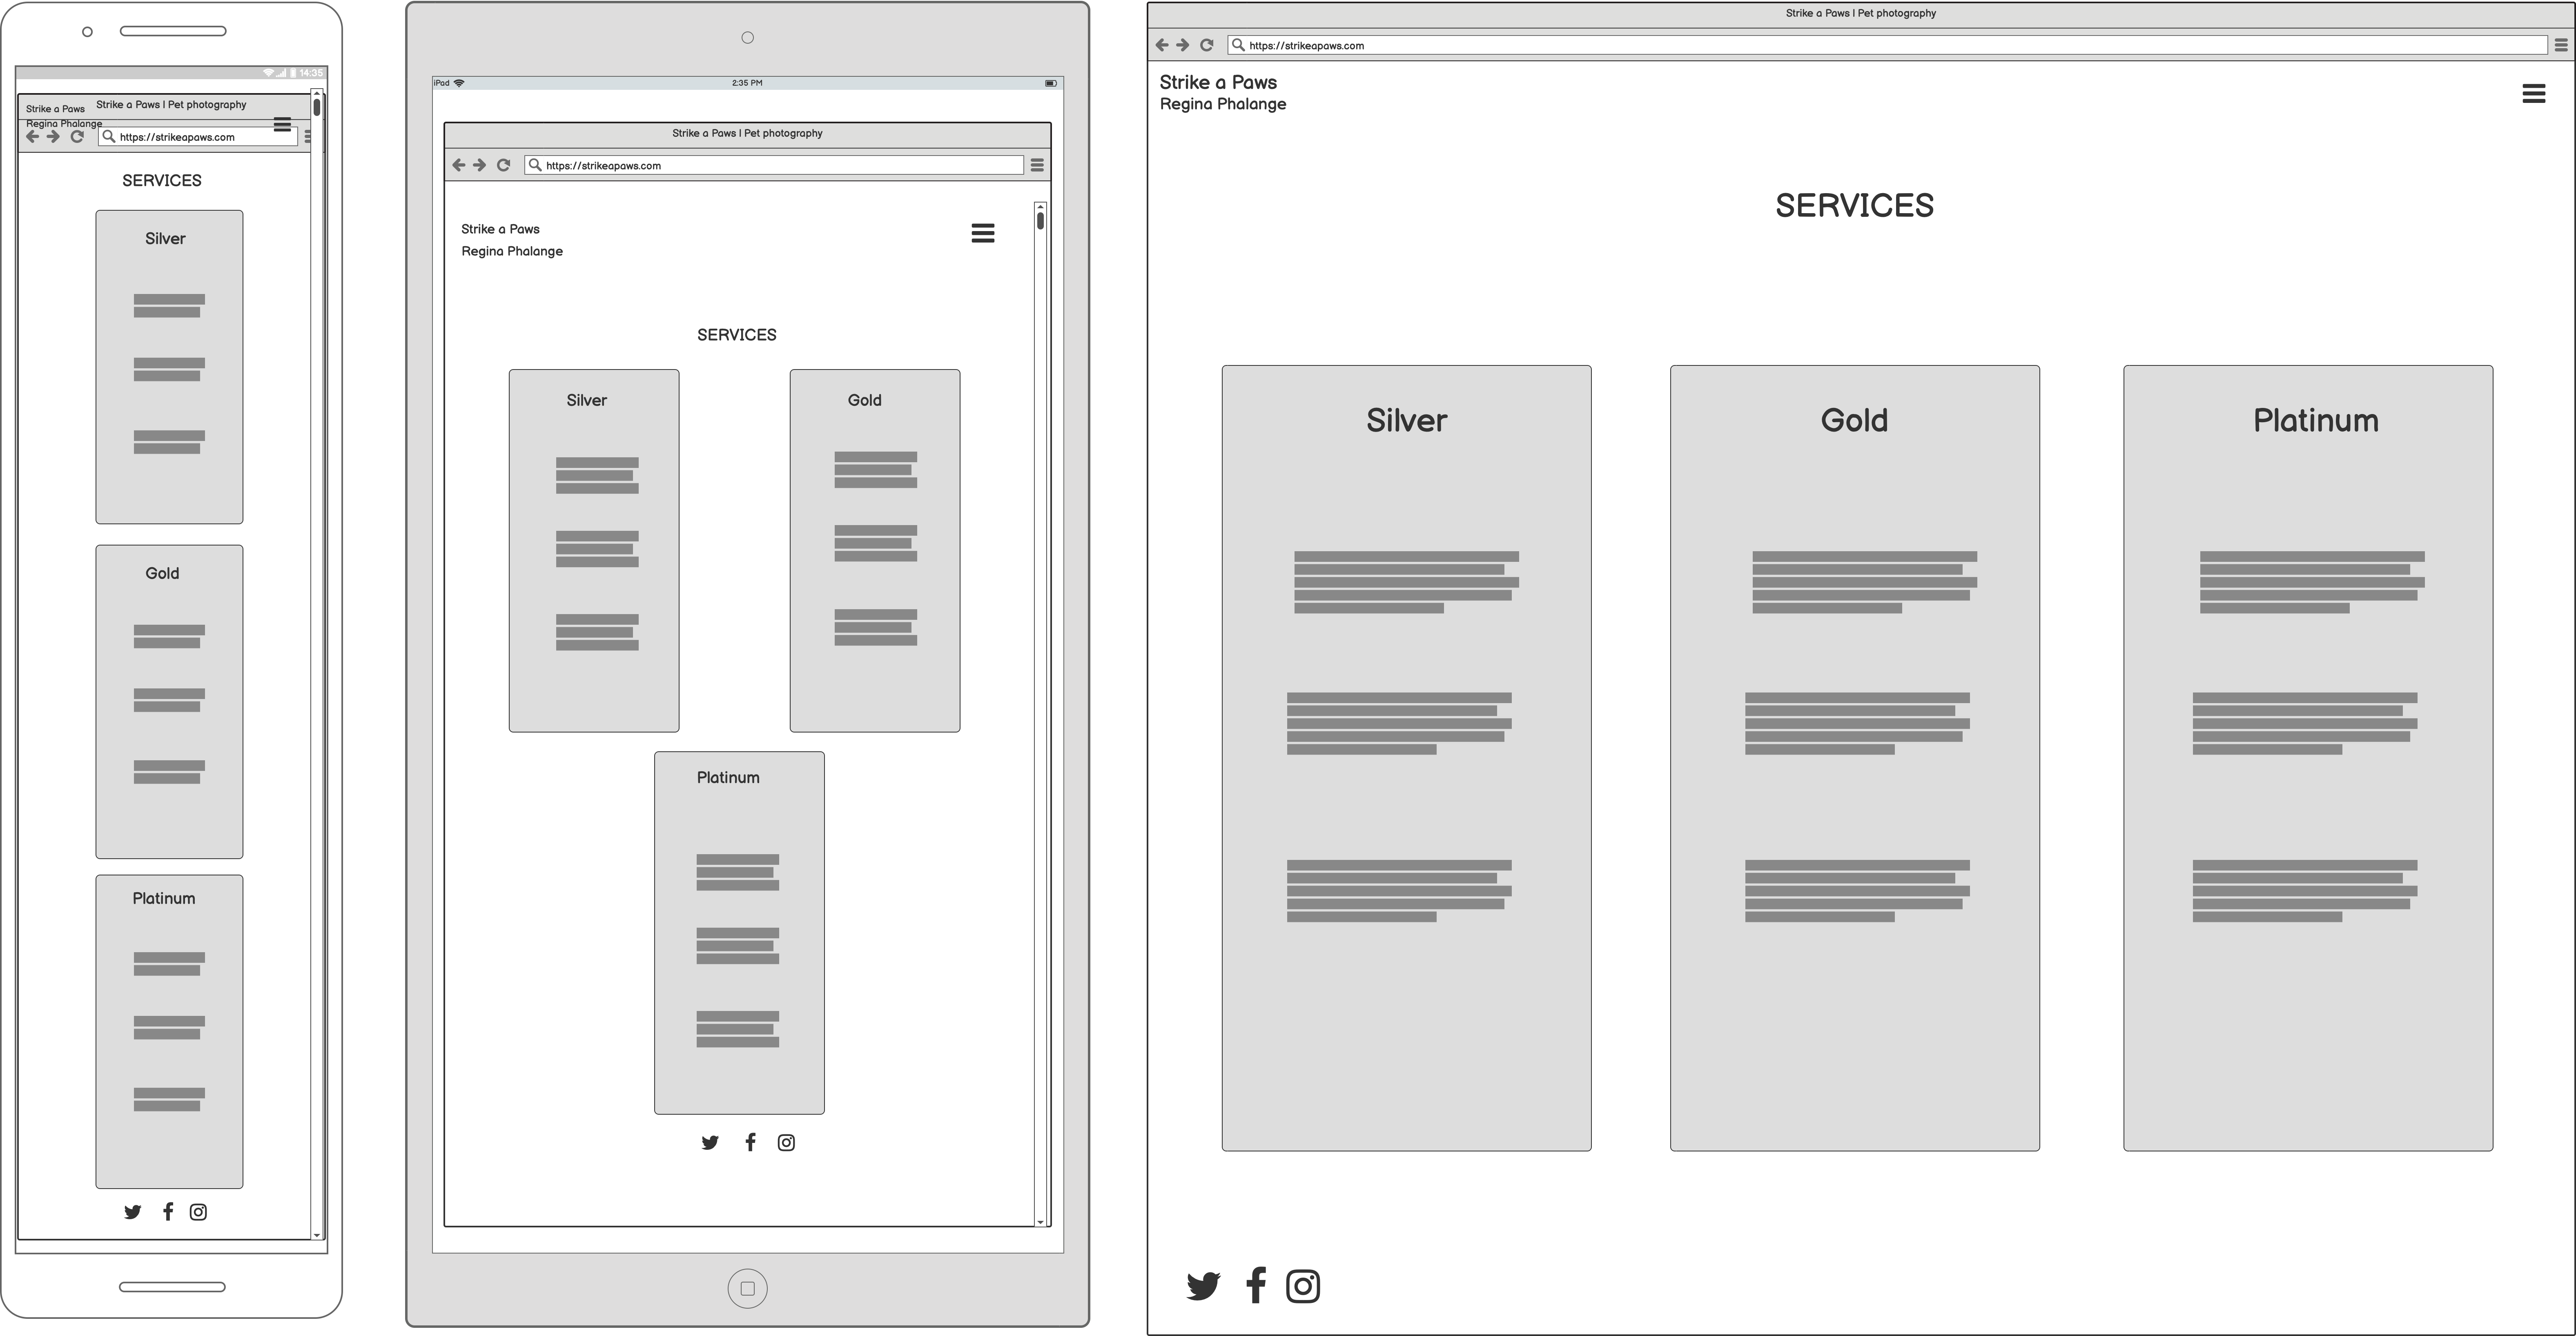 14:35
Strike a Paws | Pet photography
Strike a Paws
Regina Phalange
https://strikeapaws.com
SERVICES
Silver
Gold
Platinum
iPad
2:35 PM
Strike a Paws | Pet photography
https://strikeapaws.com
Strike a Paws
Regina Phalange
SERVICES
Silver
Gold
Platinum
Strike a Paws | Pet photography
https://strikeapaws.com
Strike a Paws
Regina Phalange
SERVICES
Silver
Gold
Platinum